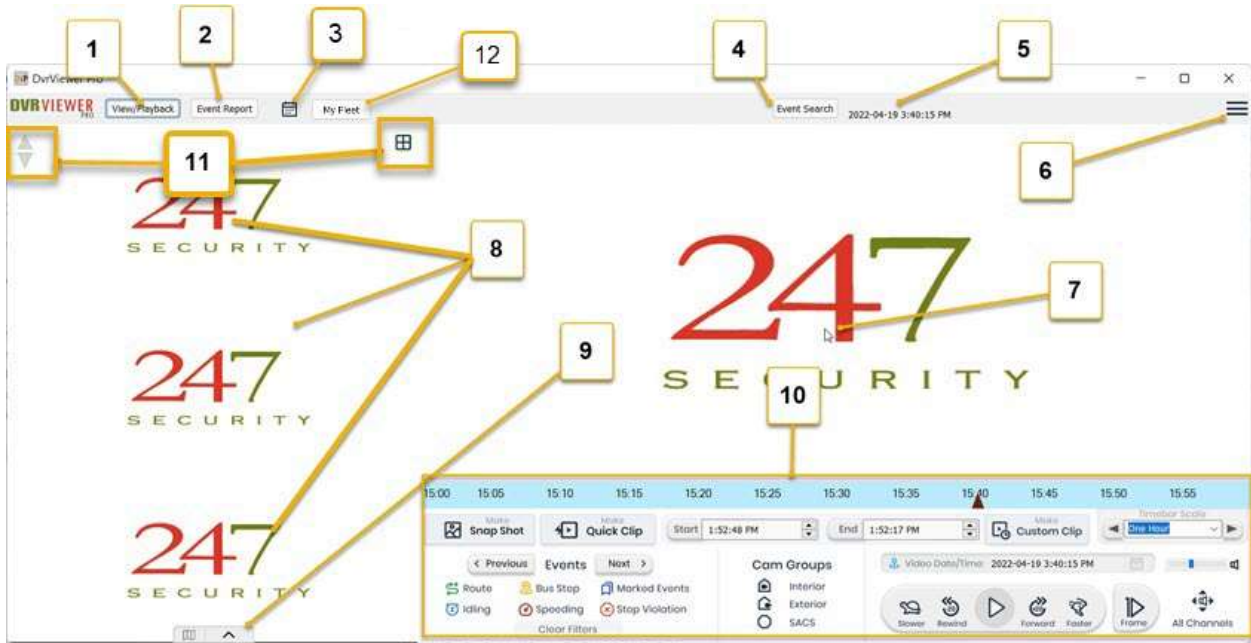 1
2
3
12
4
5
DvrViewer Pro
DVRVIEWER
PRO
View/Playback
Event Report
My Fleet
Event Search
2022-04-19 3:40:15 PM
11
6
247
SECURITY
8
247
SECURITY
7
9
247
SECURITY
10
247
SECURITY
15:00 15:05 15:10 15:15 15:20 15:25 15:30 15:35 15:40 15:45 15:50 15:55
Make
Snap Shot
Make
Quick Clip
Start 1:52:48 PM
End 1:52:17 PM
Make
Custom Clip
Timebar Scale
One Hour
< Previous Events Next >
Route Bus Stop Marked Events
Idling Speeding Stop Violation
Clear Filters
Cam Groups
Interior
Exterior
SACS
Video Date/Time: 2022-04-19 3:40:15 PM
Slower Rewind Forward Faster
Frame
All Channels